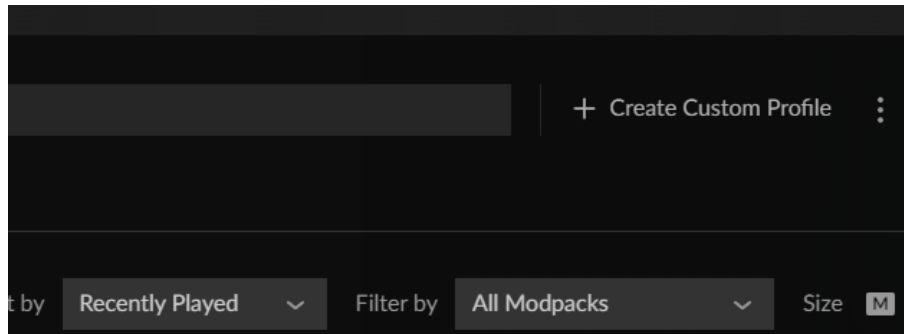 + Create Custom Profile
t by Recently Played Filter by All Modpacks Size M